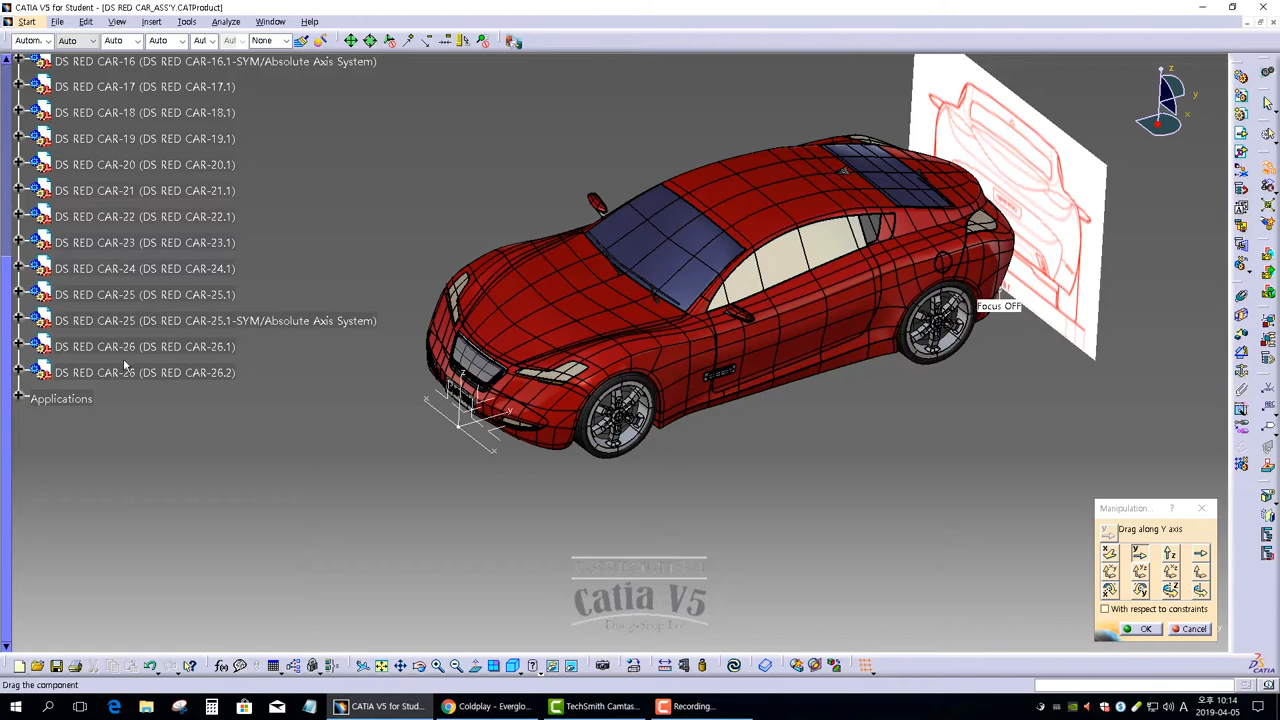 CATIA V5 for Student - [DS RED CAR_ASS'Y.CATProduct]
Start File Edit View Insert Tools Analyze Window Help
Autom. Auto Auto Auto Aut Aut None
DS RED CAR-16 (DS RED CAR-16.1-SYM/Absolute Axis System)
DS RED CAR-17 (DS RED CAR-17.1)
DS RED CAR-18 (DS RED CAR-18.1)
DS RED CAR-19 (DS RED CAR-19.1)
DS RED CAR-20 (DS RED CAR-20.1)
DS RED CAR-21 (DS RED CAR-21.1)
DS RED CAR-22 (DS RED CAR-22.1)
DS RED CAR-23 (DS RED CAR-23.1)
DS RED CAR-24 (DS RED CAR-24.1)
DS RED CAR-25 (DS RED CAR-25.1)
DS RED CAR-25 (DS RED CAR-25.1-SYM/Absolute Axis System)
DS RED CAR-26 (DS RED CAR-26.1)
DS RED CAR-26 (DS RED CAR-26.2)
Applications
z
y
x
Focus OFF
z
x
y
x
Manipulation... ?
Drag along Y axis
With respect to constraints
OK Cancel
Catia V5
Drag the component
CATIA V5 for Stud... Coldplay - Everglo... TechSmith Camtas... Recording...
A 오후 10:14
2019-04-05